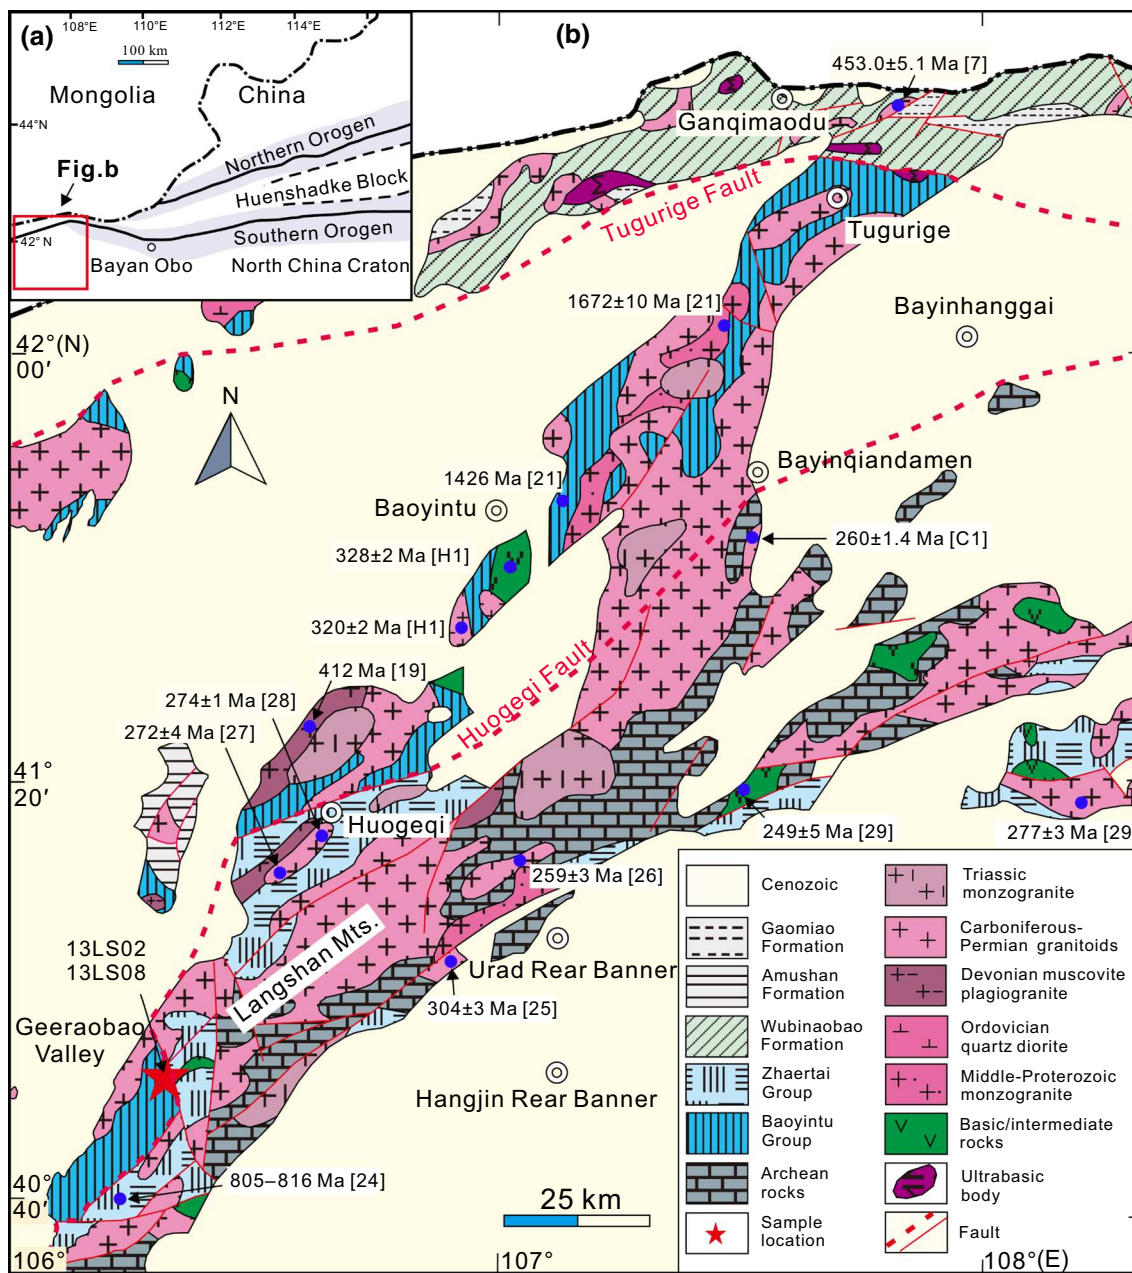 (a)
108°E
110°E
112°E
114°E
100 km
Mongolia
China
44°N
Northern Orogen
Fig.b
Huenshadke Block
42° N
Southern Orogen
Bayan Obo
North China Craton
(b)
453.0±5.1 Ma [7]
Ganqimaodu
Tugurige Fault
Tugurige
1672±10 Ma [21]
Bayinhanggai
42°(N)
00′
N
Bayinqiandamen
1426 Ma [21]
Baoyintu
260±1.4 Ma [C1]
328±2 Ma [H1]
320±2 Ma [H1]
Huogeqi Fault
412 Ma [19]
274±1 Ma [28]
272±4 Ma [27]
41°
20′
Huogeqi
249±5 Ma [29]
277±3 Ma [29]
259±3 Ma [26]
Langshan Mts.
13LS02
13LS08
Urad Rear Banner
304±3 Ma [25]
Geeraobao
Valley
Hangjin Rear Banner
805–816 Ma [24]
40°
40′
25 km
106°
107°
108°(E)
Cenozoic
Gaomiao
Formation
Amushan
Formation
Wubinaobao
Formation
Zhaertai
Group
Baoyintu
Group
Archean
rocks
Sample
location
Triassic
monzogranite
Carboniferous-
Permian granitoids
Devonian muscovite
plagiogranite
Ordovician
quartz diorite
Middle-Proterozoic
monzogranite
Basic/intermediate
rocks
Ultrabasic
body
Fault